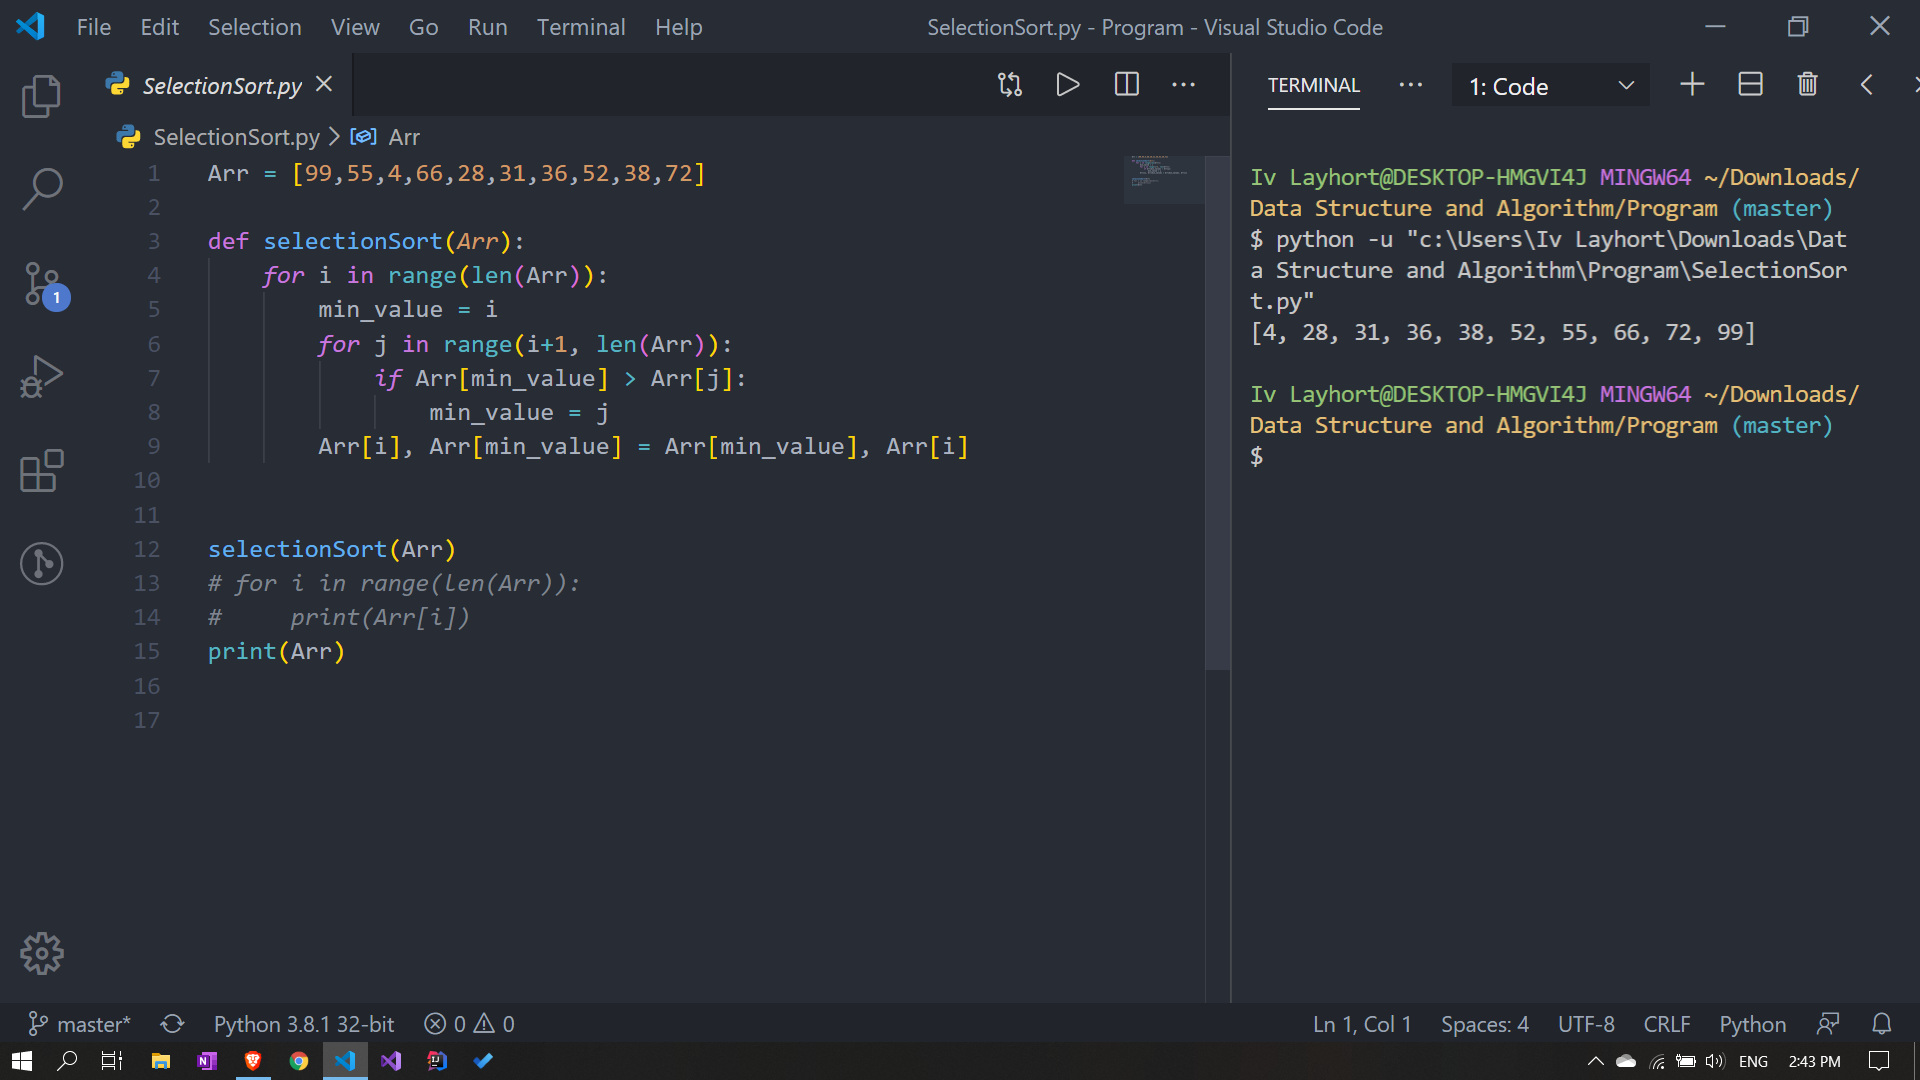 File Edit Selection View Go Run Terminal Help SelectionSort.py - Program - Visual Studio Code
SelectionSort.py
SelectionSort.py > Arr
1 Arr = [99,55,4,66,28,31,36,52,38,72]
2
3 def selectionSort(Arr):
4     for i in range(len(Arr)):
5         min_value = i
6         for j in range(i+1, len(Arr)):
7             if Arr[min_value] > Arr[j]:
8                 min_value = j
9         Arr[i], Arr[min_value] = Arr[min_value], Arr[i]
10
11
12 selectionSort(Arr)
13 # for i in range(len(Arr)):
14 #     print(Arr[i])
15 print(Arr)
16
17
1
TERMINAL 1: Code
Iv Layhort@DESKTOP-HMGVI4J MINGW64 ~/Downloads/
Data Structure and Algorithm/Program (master)
$ python -u "c:\Users\Iv Layhort\Downloads\Dat
a Structure and Algorithm\Program\SelectionSor
t.py"
[4, 28, 31, 36, 38, 52, 55, 66, 72, 99]
Iv Layhort@DESKTOP-HMGVI4J MINGW64 ~/Downloads/
Data Structure and Algorithm/Program (master)
$
master* Python 3.8.1 32-bit 0 0 Ln 1, Col 1 Spaces: 4 UTF-8 CRLF Python
ENG 2:43 PM